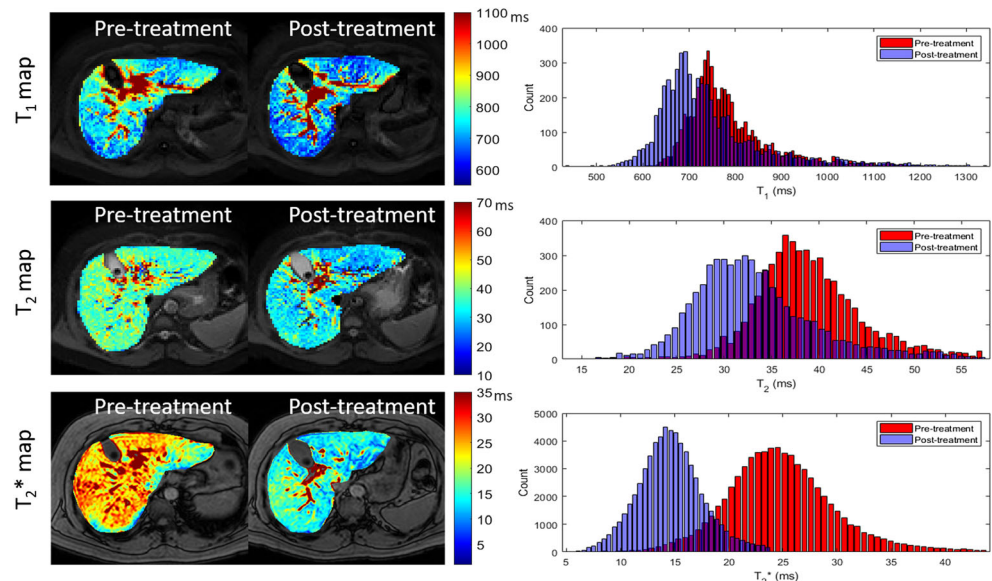 Pre-treatment
Post-treatment
T1 map
1100 ms
1000
900
800
700
600
400
300
200
100
0
Count
500
600
700
800
900
1000
1100
1200
1300
T1 (ms)
Pre-treatment
Post-treatment
Pre-treatment
Post-treatment
T2 map
70 ms
60
50
40
30
20
10
400
300
200
100
0
Count
15
20
25
30
35
40
45
50
55
T2 (ms)
Pre-treatment
Post-treatment
Pre-treatment
Post-treatment
T2* map
35 ms
30
25
20
15
10
5
5000
4000
3000
2000
1000
0
Count
5
10
15
20
25
30
35
40
T2* (ms)
Pre-treatment
Post-treatment